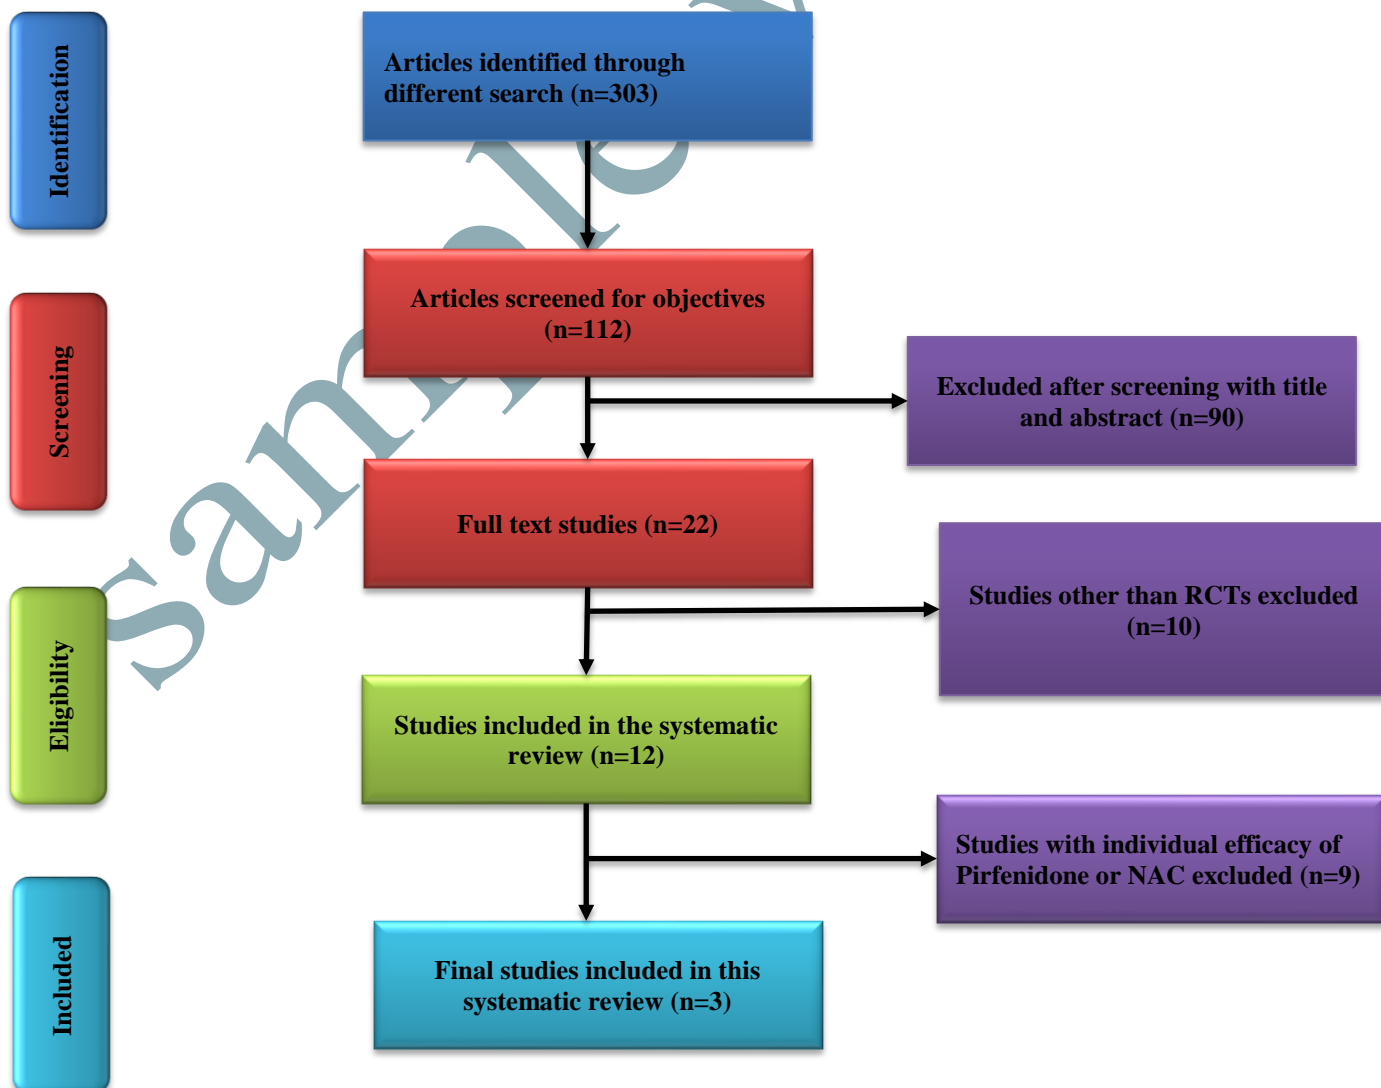 Identification
Articles identified through
different search (n=303)
Screening
Articles screened for objectives
(n=112)
Excluded after screening with title
and abstract (n=90)
Full text studies (n=22)
Eligibility
Studies other than RCTs excluded
(n=10)
Studies included in the systematic
review (n=12)
Studies with individual efficacy of
Pirfenidone or NAC excluded (n=9)
Included
Final studies included in this
systematic review (n=3)
sample